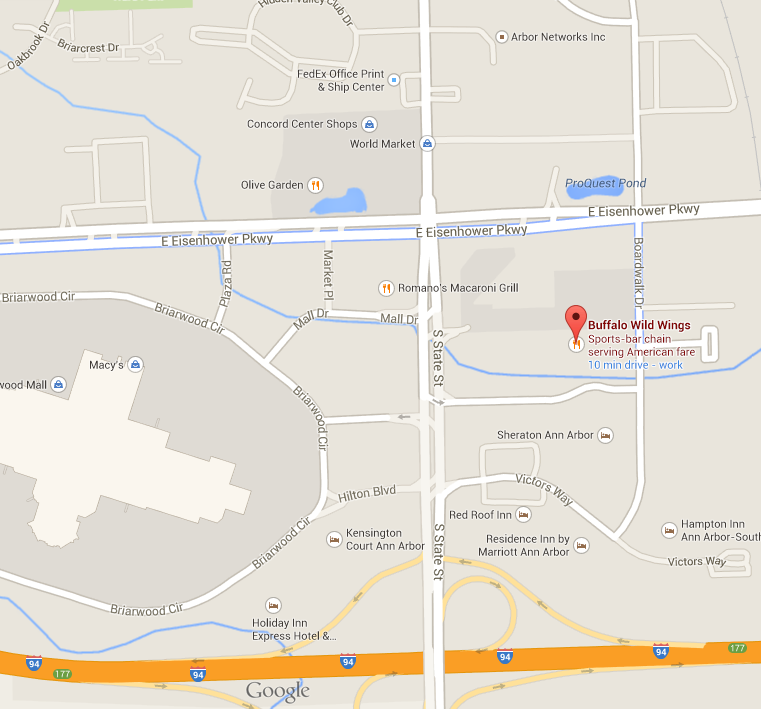 Hidden Valley Club Dr
Oakbrook Dr
Briarcrest Dr
Arbor Networks Inc
FedEx Office Print
& Ship Center
Concord Center Shops
World Market
Olive Garden
ProQuest Pond
E Eisenhower Pkwy
E Eisenhower Pkwy
E Eisenhower Pkwy
Plaza Rd
Market Pl
Boardwalk Dr
Romano's Macaroni Grill
Briarwood Cir
Briarwood Cir
Mall Dr
Mall Dr
S State St
Buffalo Wild Wings
Sports-bar chain
serving American fare
10 min drive - work
Macy's
wood Mall
Briarwood Cir
Sheraton Ann Arbor
Hilton Blvd
Victors Way
Red Roof Inn
Kensington
Court Ann Arbor
Briarwood Cir
S State St
Residence Inn by
Marriott Ann Arbor
Hampton Inn
Ann Arbor-South
Victors Way
Briarwood Cir
Holiday Inn
Express Hotel &...
94
177
94
94
94
94
177
Google